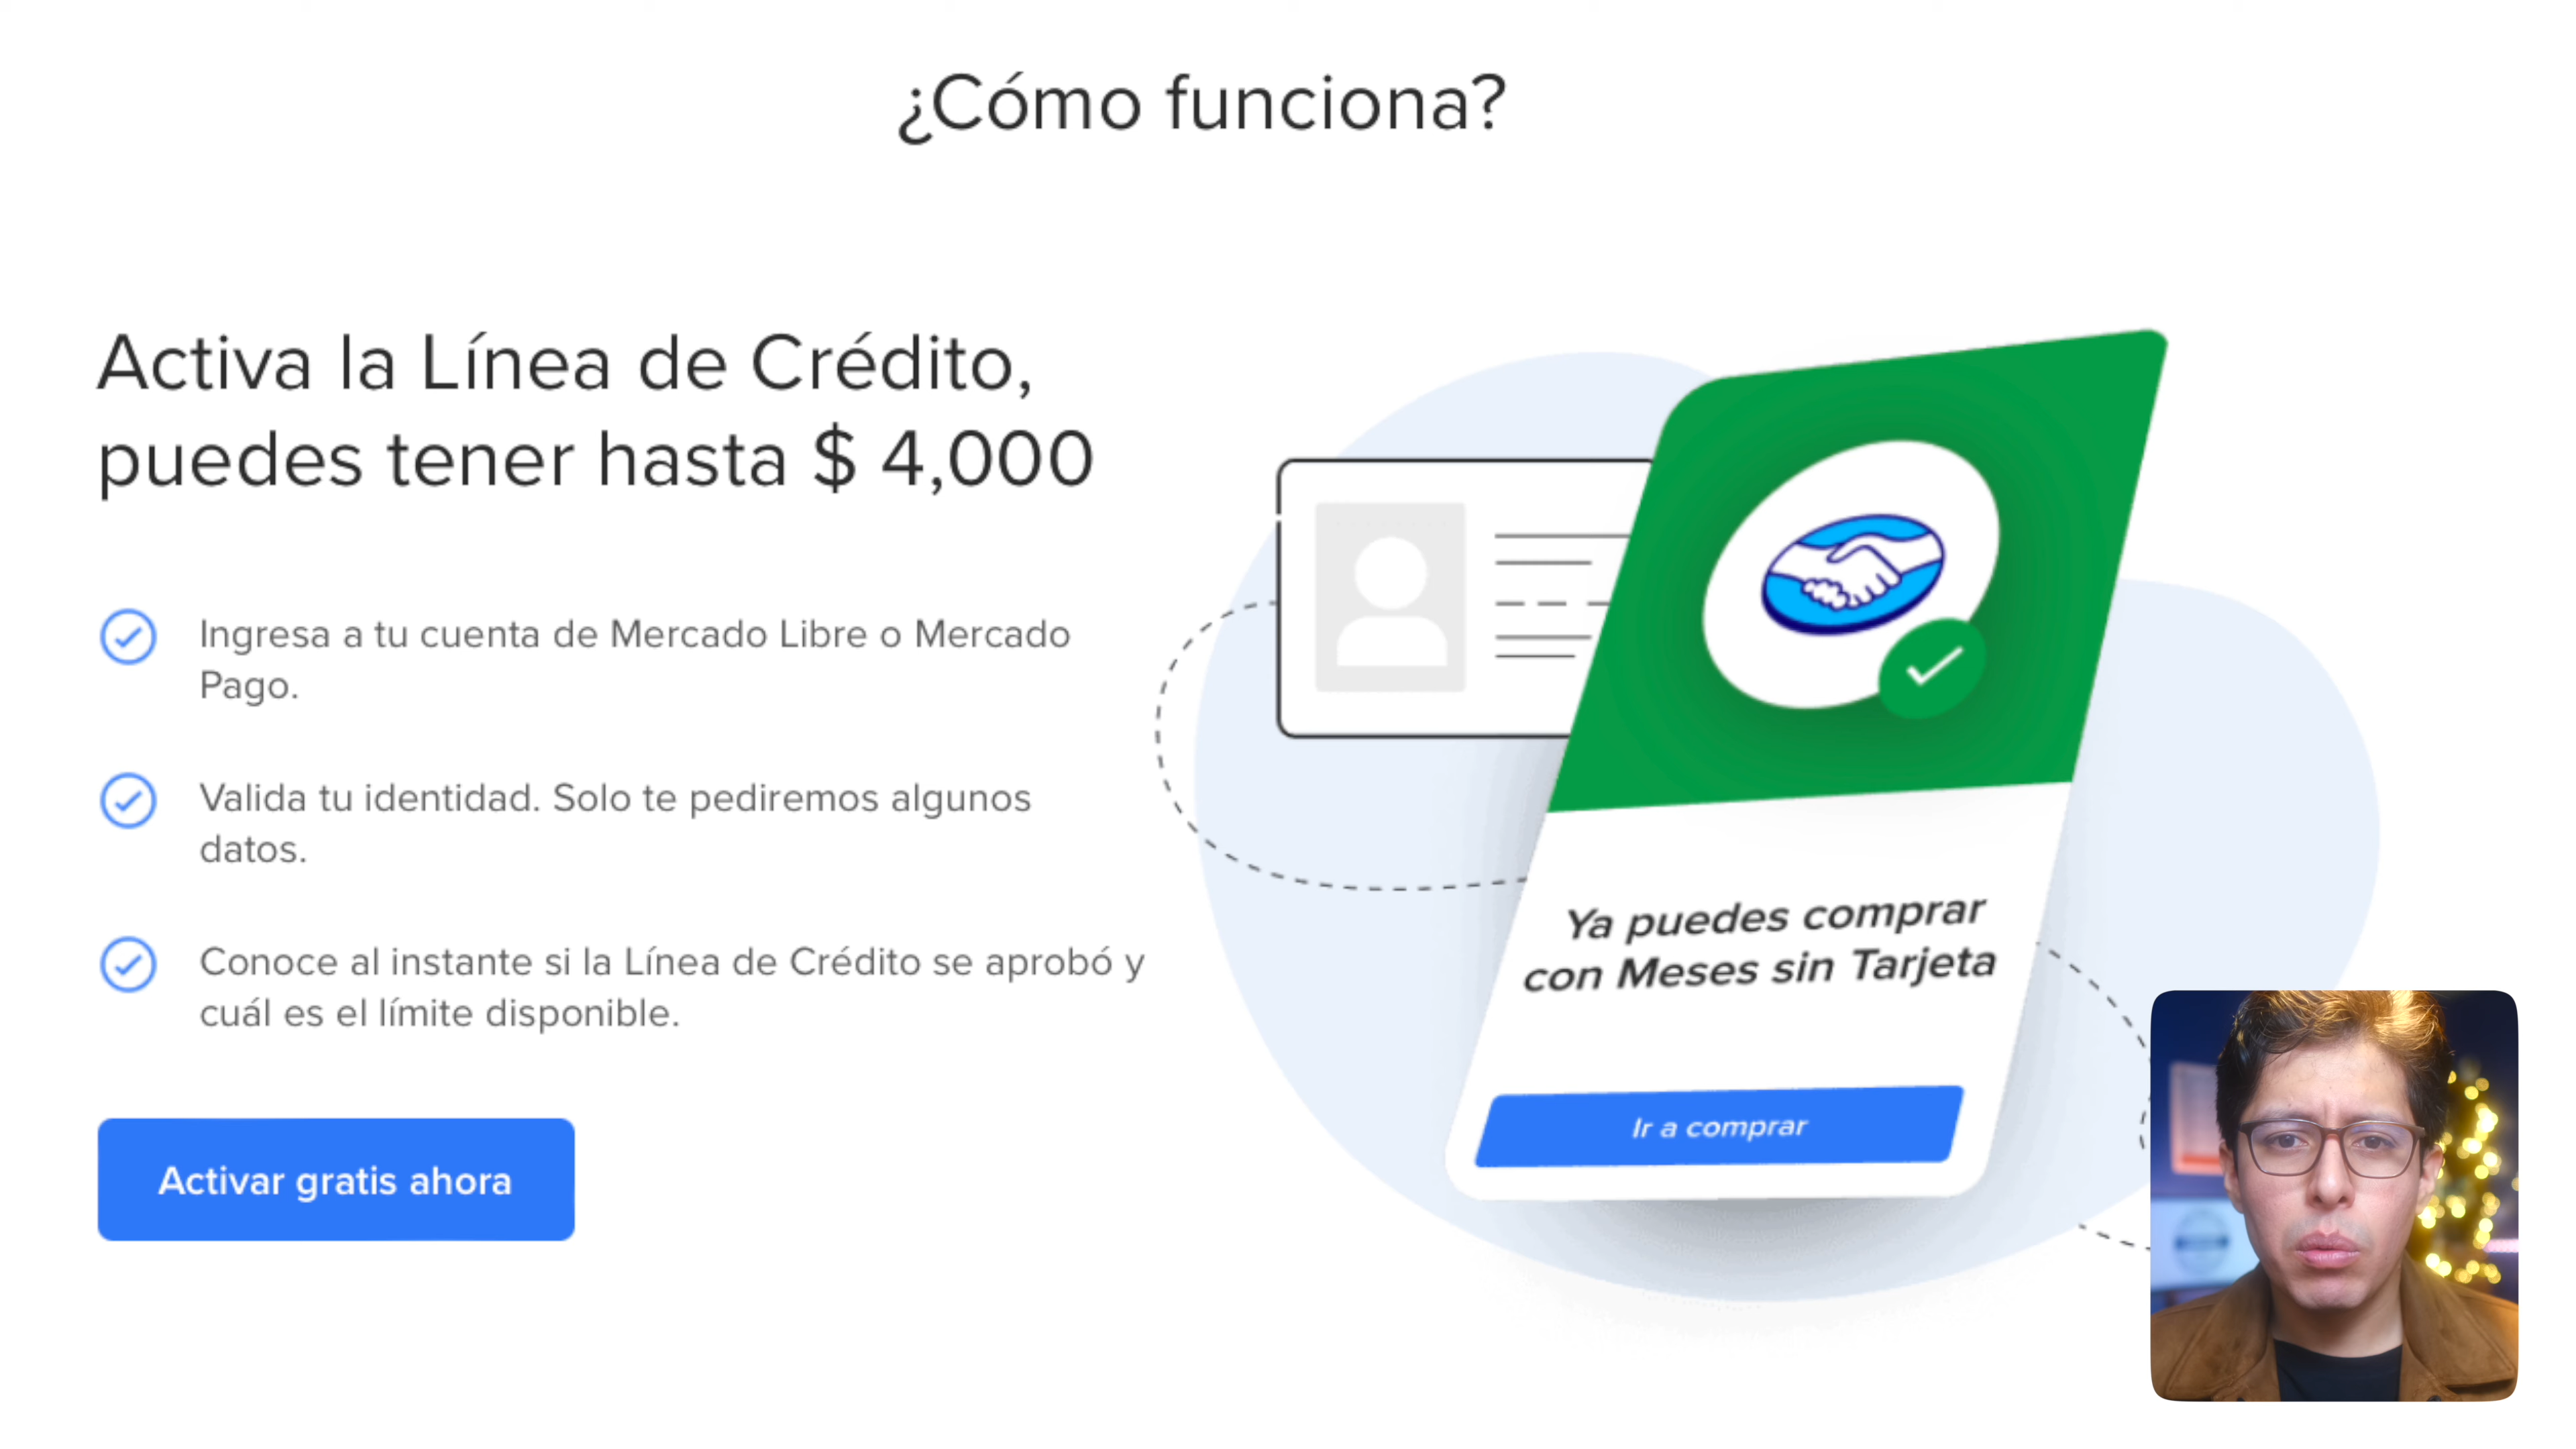 ¿Cómo funciona?
Activa la Línea de Crédito,
puedes tener hasta $ 4,000
Ingresa a tu cuenta de Mercado Libre o Mercado
Pago.
Valida tu identidad. Solo te pediremos algunos
datos.
Conoce al instante si la Línea de Crédito se aprobó y
cuál es el límite disponible.
Activar gratis ahora
Ya puedes comprar
con Meses sin Tarjeta
Ir a comprar